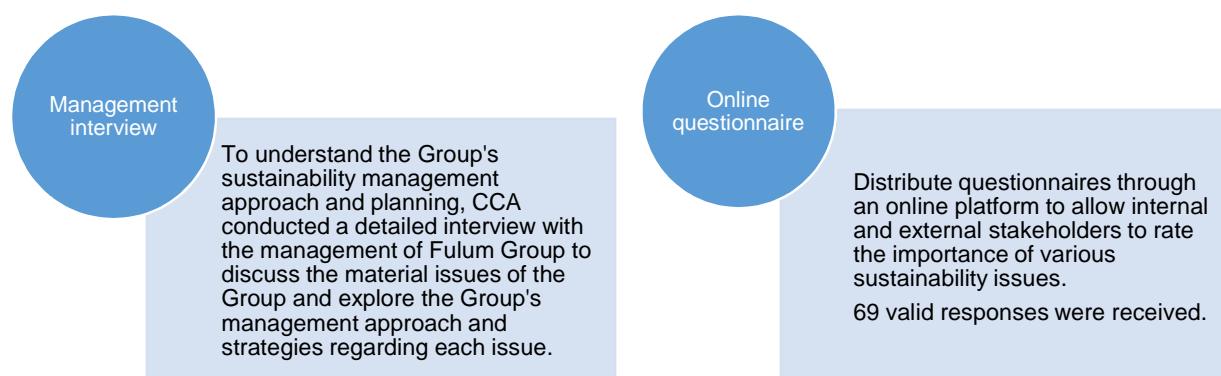 Management
interview
To understand the Group's
sustainability management
approach and planning, CCA
conducted a detailed interview with
the management of Fulum Group to
discuss the material issues of the
Group and explore the Group's
management approach and
strategies regarding each issue.
Online
questionnaire
Distribute questionnaires through
an online platform to allow internal
and external stakeholders to rate
the importance of various
sustainability issues.
69 valid responses were received.